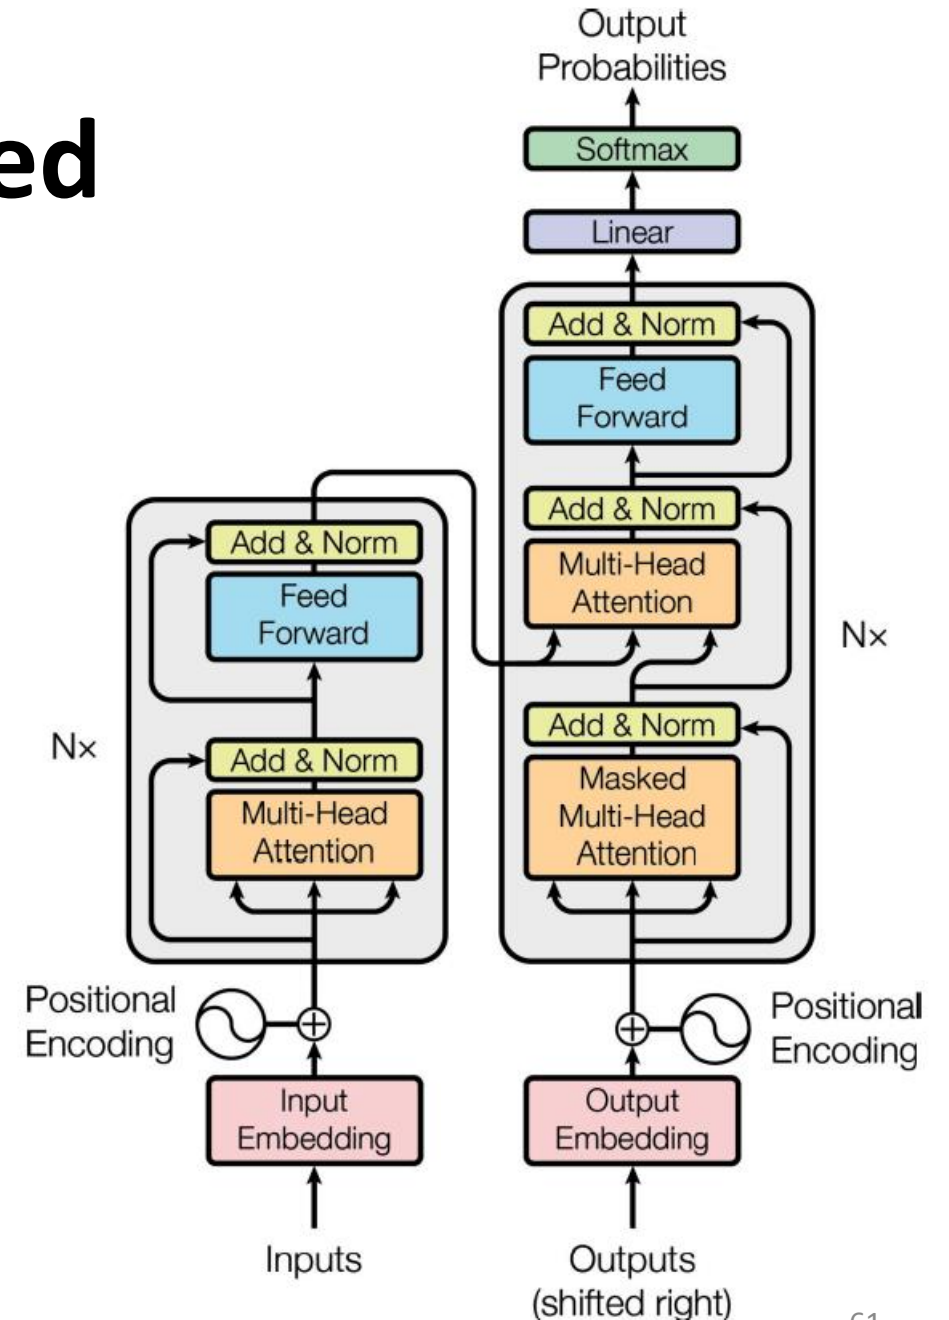 ed
Output
Probabilities
Softmax
Linear
Add & Norm
Feed
Forward
Add & Norm
Multi-Head
Attention
Nx
Add & Norm
Masked
Multi-Head
Attention
Add & Norm
Feed
Forward
Nx
Add & Norm
Multi-Head
Attention
Positional
Encoding
Positional
Encoding
Input
Embedding
Output
Embedding
Inputs
Outputs
(shifted right)